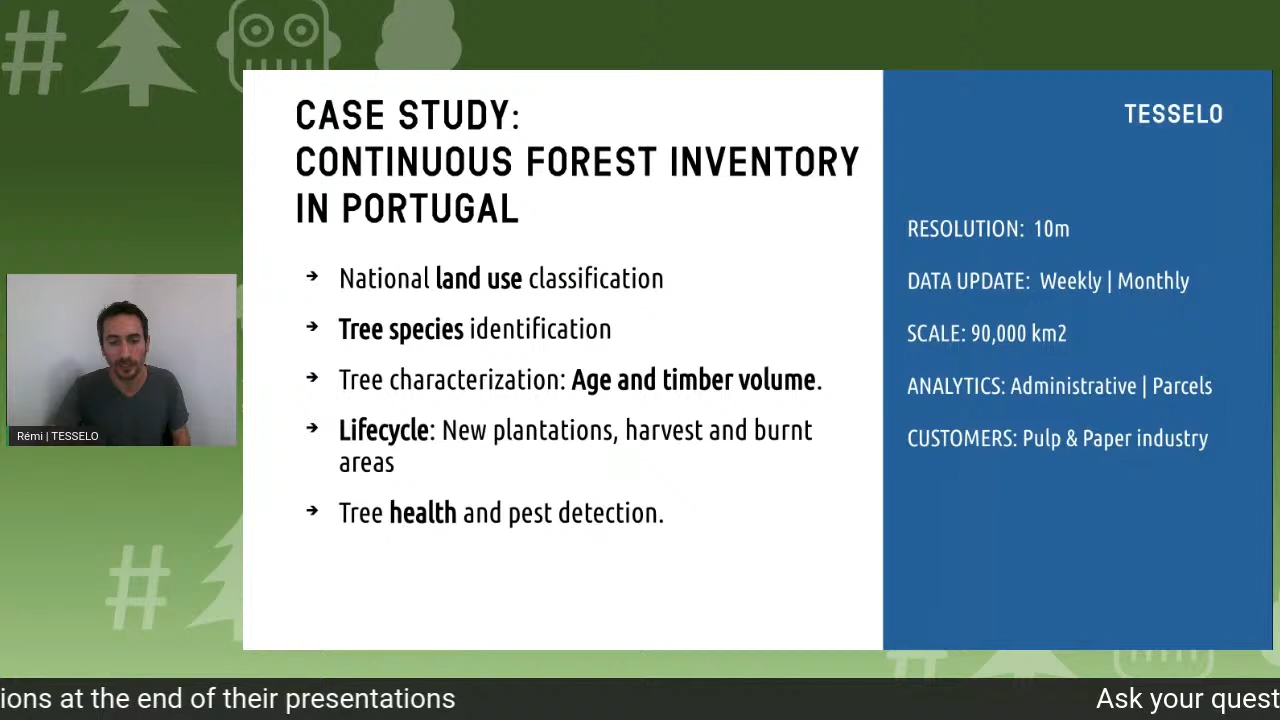 CASE STUDY:
CONTINUOUS FOREST INVENTORY
IN PORTUGAL
➔ National land use classification
➔ Tree species identification
➔ Tree characterization: Age and timber volume.
➔ Lifecycle: New plantations, harvest and burnt
areas
➔ Tree health and pest detection.
TESSELO
RESOLUTION: 10m
DATA UPDATE: Weekly | Monthly
SCALE: 90,000 km2
ANALYTICS: Administrative | Parcels
CUSTOMERS: Pulp & Paper industry
Rémi | TESSELO
ions at the end of their presentations
Ask your quest